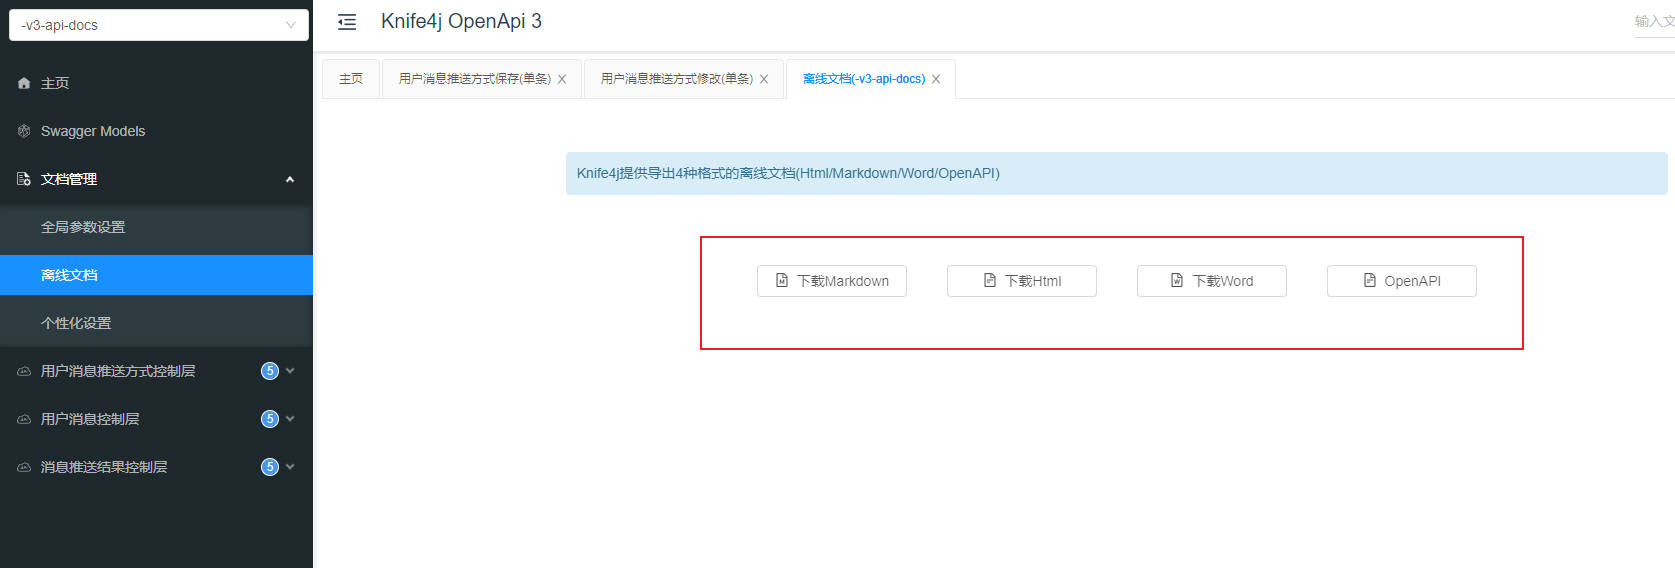 -v3-api-docs
Knife4j OpenApi 3
输入文
主页
Swagger Models
文档管理
全局参数设置
离线文档
个性化设置
用户消息推送方式控制层 5
用户消息控制层 5
消息推送结果控制层 5
主页 用户消息推送方式保存(单条) 用户消息推送方式修改(单条) 离线文档(-v3-api-docs)
Knife4j提供导出4种格式的离线文档(Html/Markdown/Word/OpenAPI)
下载Markdown 下载Html 下载Word OpenAPI